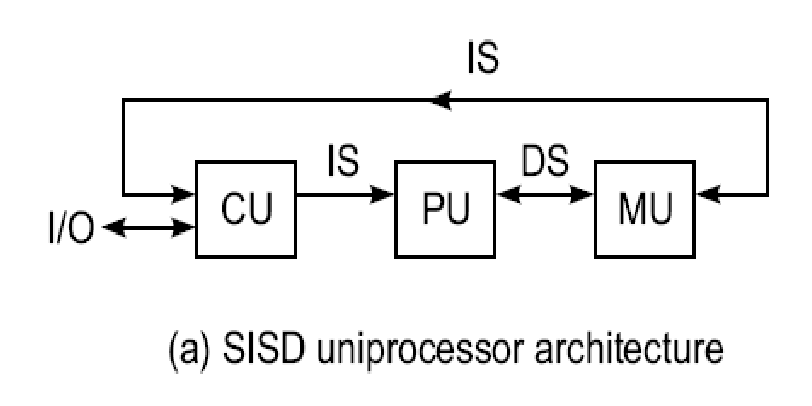 IS
IS
DS
CU
PU
MU
I/O
(a) SISD uniprocessor architecture